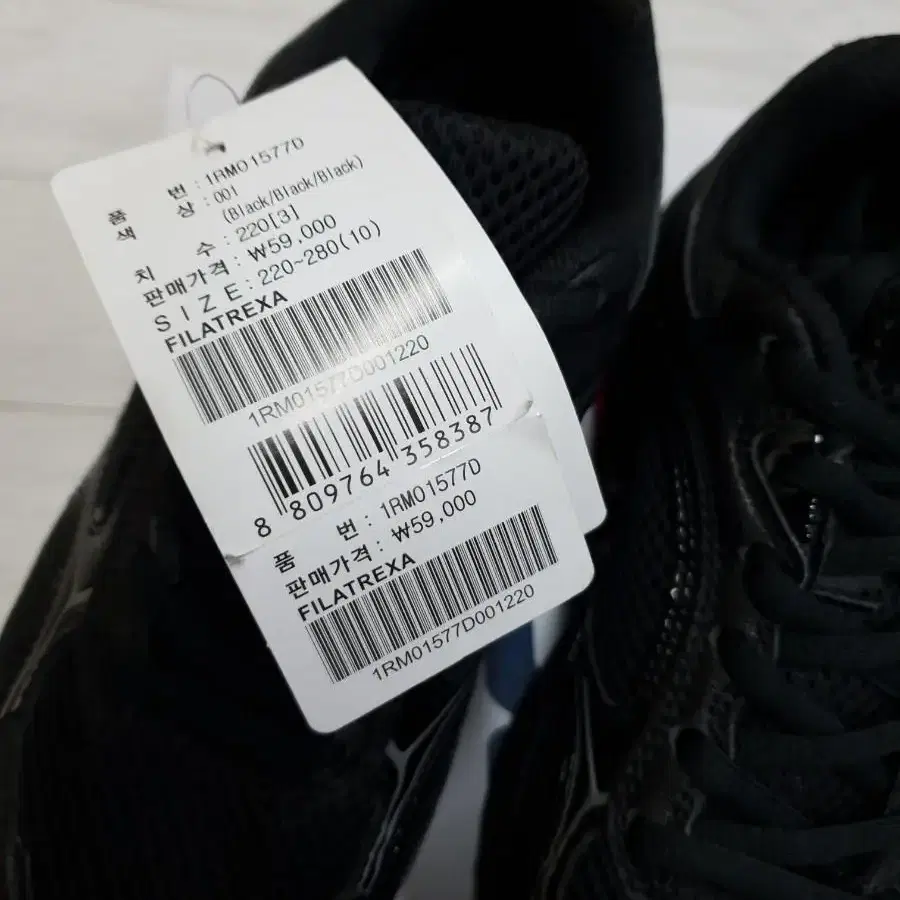 품 번 : 1RM01577D
색 상 : 001
(Black/Black/Black)
치 수 : 220[3]
판매가격 : ₩59,000
SIZE : 220~280(10)
FILATREXA
1RM01577D001220
8 809764 358387
품 번 : 1RM01577D
판매가격 : ₩59,000
FILATREXA
1RM01577D001220